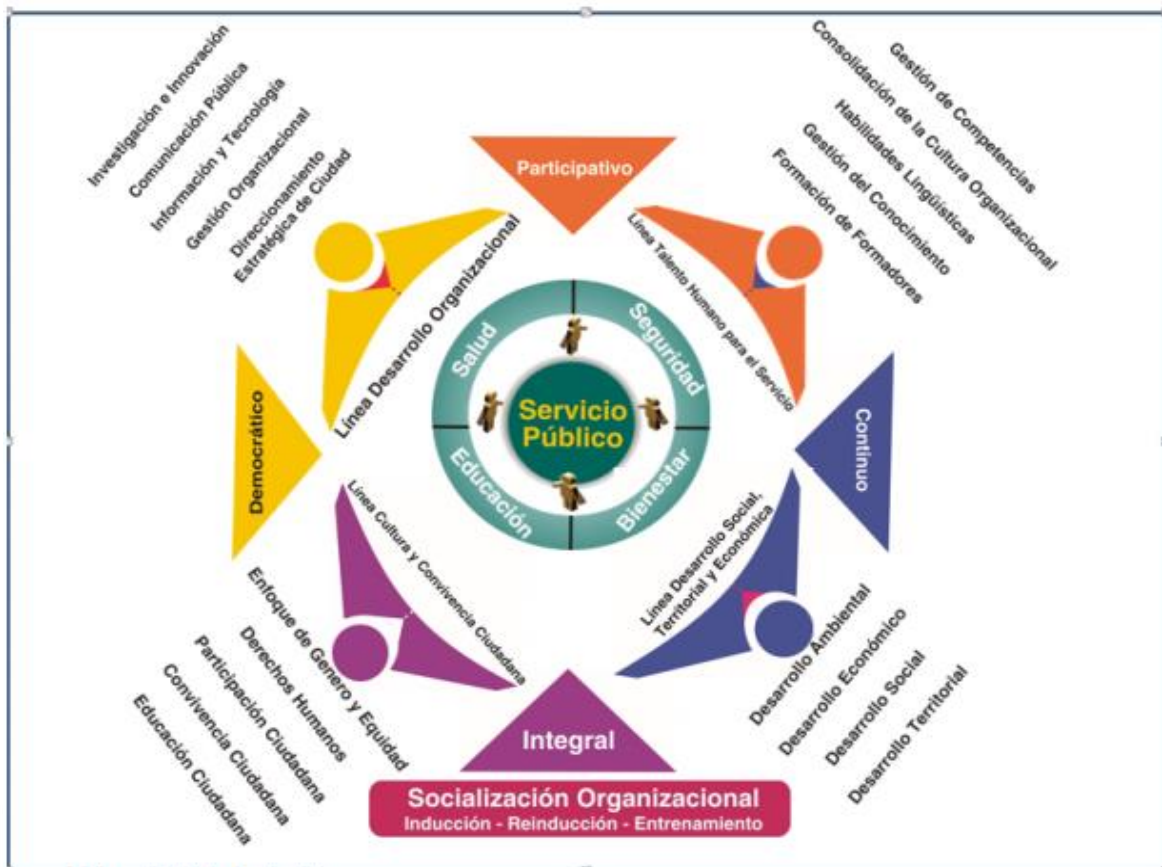 Investigación e Innovación
Comunicación Pública
Información y Tecnología
Gestión Organizacional
Direccionamiento
Estratégica de Ciudad
Gestión de Competencias
Consolidación de la Cultura Organizacional
Habilidades Lingüísticas
Gestión del Conocimiento
Formación de Formadores
Participativo
Línea Desarrollo Organizacional
Línea Talento Humano para el Servicio
Salud
Seguridad
Servicio
Público
Educación
Bienestar
Democrático
Contínuo
Línea Cultura y Convivencia Ciudadana
Línea Desarrollo Social,
Territorial y Económica
Enfoque de Genero y Equidad
Derechos Humanos
Participación Ciudadana
Convivencia Ciudadana
Educación Ciudadana
Desarrollo Ambiental
Desarrollo Económico
Desarrollo Social
Desarrollo Territorial
Integral
Socialización Organizacional
Inducción - Reinducción - Entrenamiento